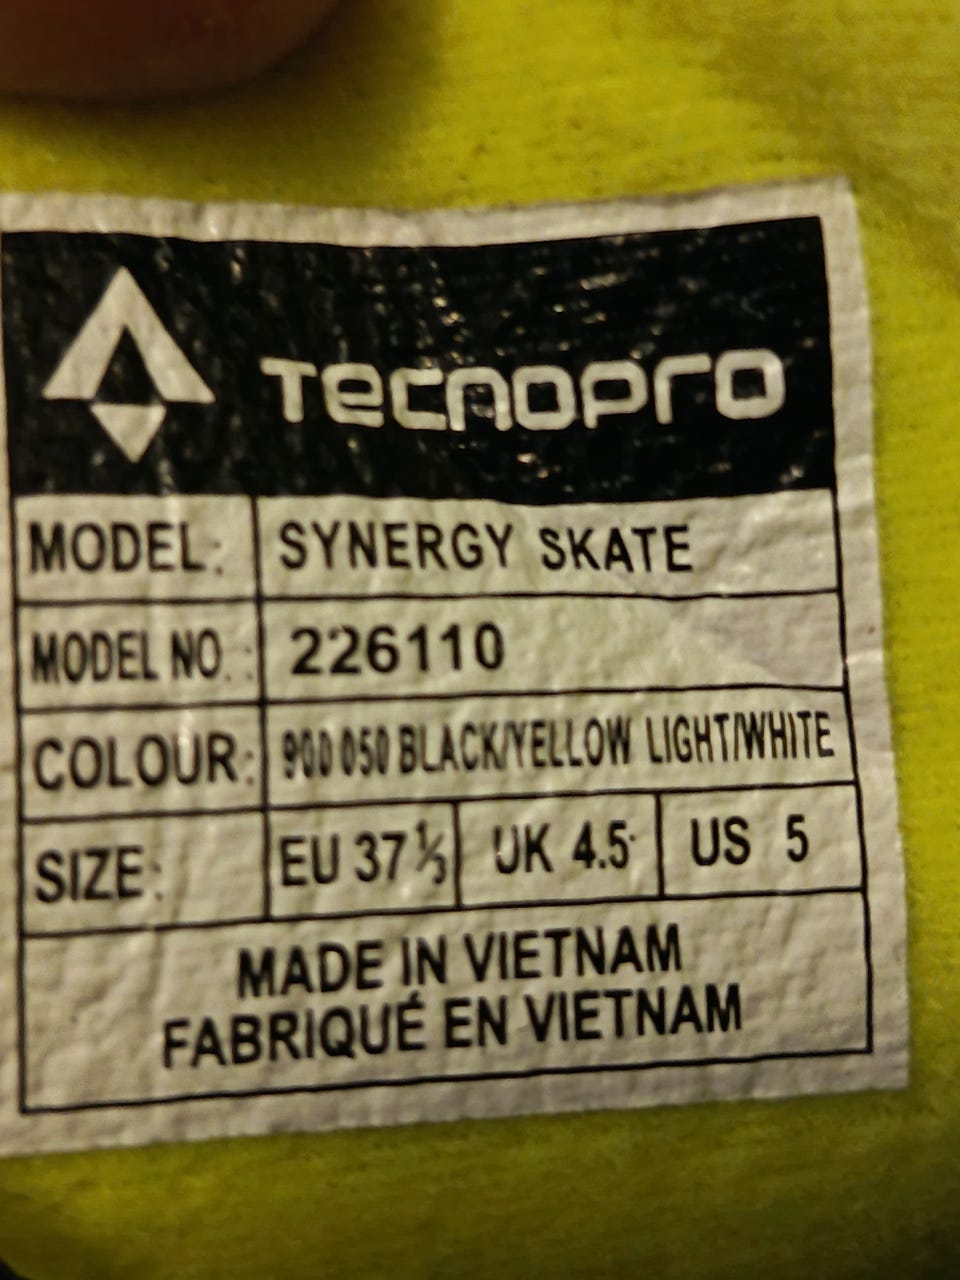 TECNOPRO
MODEL: SYNERGY SKATE
MODEL NO.: 226110
COLOUR: 900 050 BLACK/YELLOW LIGHT/WHITE
SIZE: EU 37⅓ UK 4.5 US 5
MADE IN VIETNAM
FABRIQUÉ EN VIETNAM